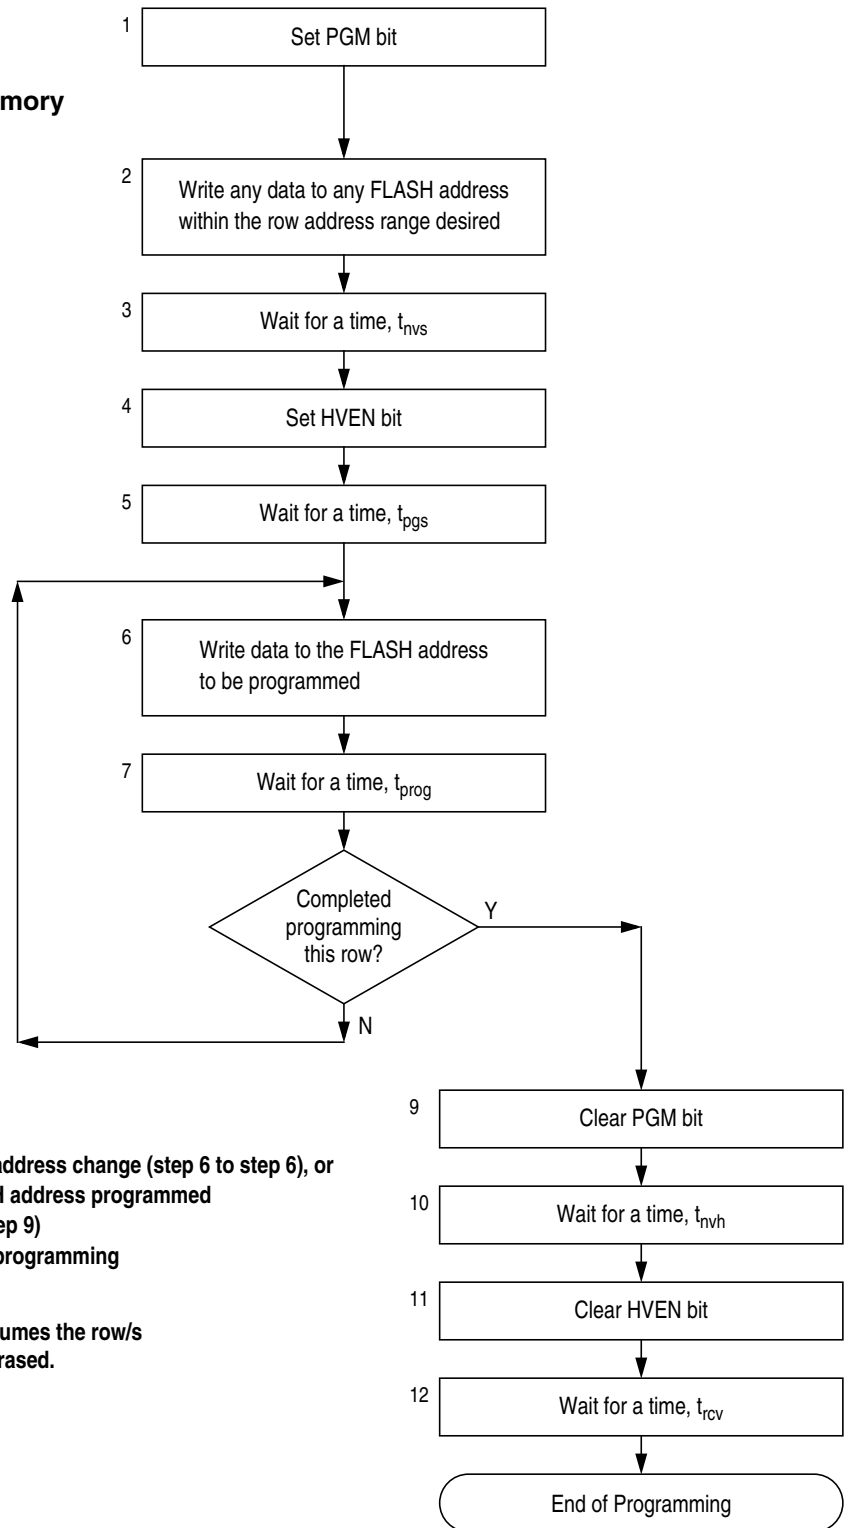 1
Set PGM bit
mory
2
Write any data to any FLASH address
within the row address range desired
3
Wait for a time, tnvs
4
Set HVEN bit
5
Wait for a time, tpgs
6
Write data to the FLASH address
to be programmed
7
Wait for a time, tprog
Completed
programming
this row?
Y
N
9
Clear PGM bit
address change (step 6 to step 6), or
H address programmed
ep 9)
programming
10
Wait for a time, tnvh
11
Clear HVEN bit
umes the row/s
rased.
12
Wait for a time, trcv
End of Programming